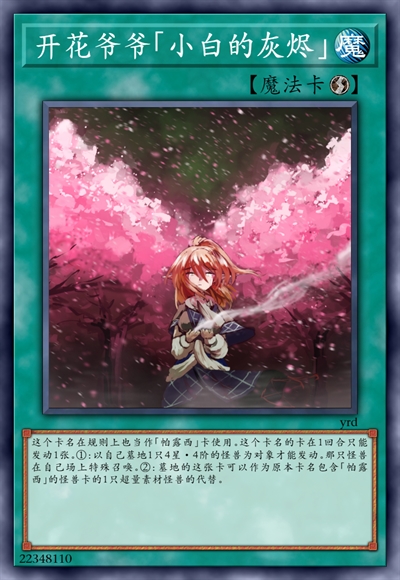 开花爷爷「小白的灰烬」魔
【魔法卡】
yrd
这个卡名在规则上也当作「帕露西」卡使用。这个卡名的卡在1回合只能
发动1张。①:以自己墓地1只4星·4阶的怪兽为对象才能发动。那只怪兽
在自己场上特殊召唤。②:墓地的这张卡可以作为原本卡名包含「帕露
西」的怪兽卡的1只超量素材怪兽的代替。
22348110